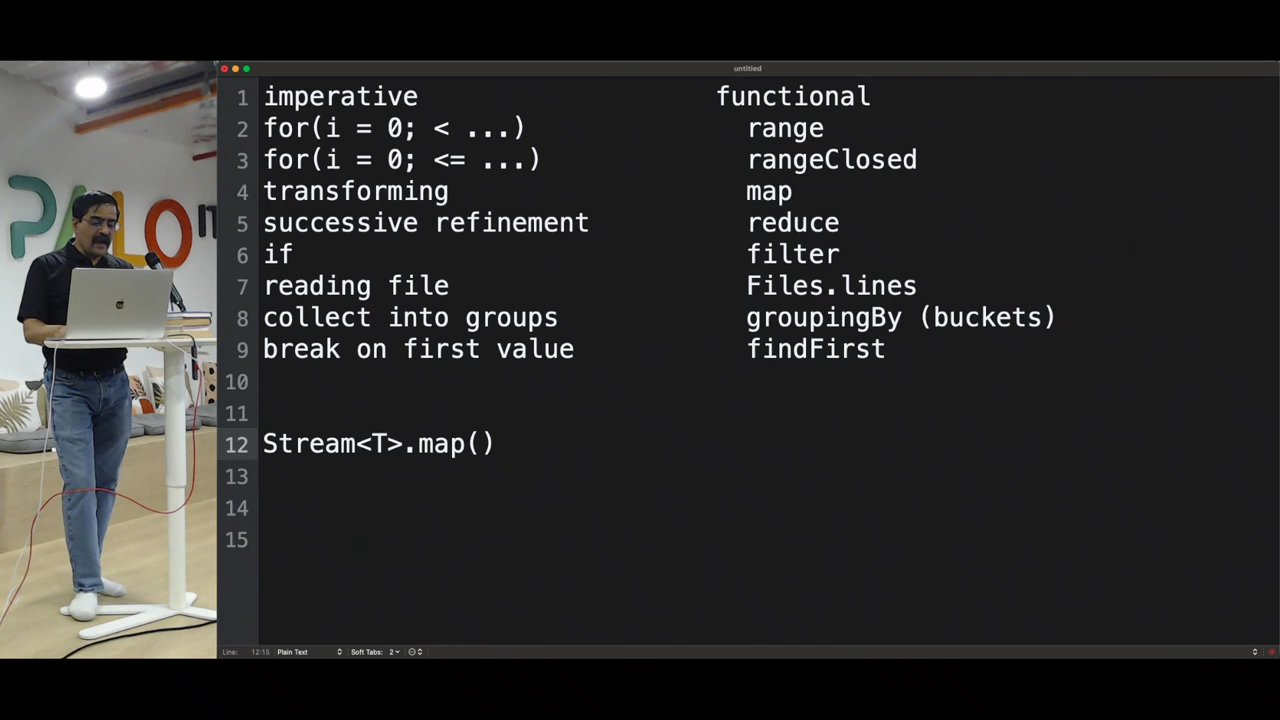 PALO IT
untitled
1 imperative functional
2 for(i = 0; < ...) range
3 for(i = 0; <= ...) rangeClosed
4 transforming map
5 successive refinement reduce
6 if filter
7 reading file Files.lines
8 collect into groups groupingBy (buckets)
9 break on first value findFirst
10
11
12 Stream<T>.map()
13
14
15
Line: 12:15 Plain Text Soft Tabs: 2